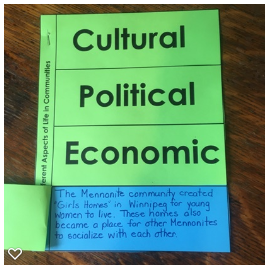 Cultural
Political
Economic
erent Aspects of Life in Communities
The Mennonite community created
"Girls Homes" in Winnipeg for young
women to live. These homes also
became a place for other Mennonites
to socialize with each other.